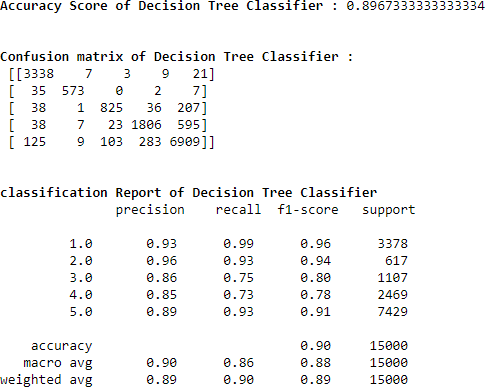 Accuracy Score of Decision Tree Classifier : 0.8967333333333334
Confusion matrix of Decision Tree Classifier :
[[3338 7 3 9 21]
[ 35 573 0 2 7]
[ 38 1 825 36 207]
[ 38 7 23 1806 595]
[ 125 9 103 283 6909]]
classification Report of Decision Tree Classifier
precision recall f1-score support
1.0 0.93 0.99 0.96 3378
2.0 0.96 0.93 0.94 617
3.0 0.86 0.75 0.80 1107
4.0 0.85 0.73 0.78 2469
5.0 0.89 0.93 0.91 7429
accuracy 0.90 15000
macro avg 0.90 0.86 0.88 15000
weighted avg 0.89 0.90 0.89 15000